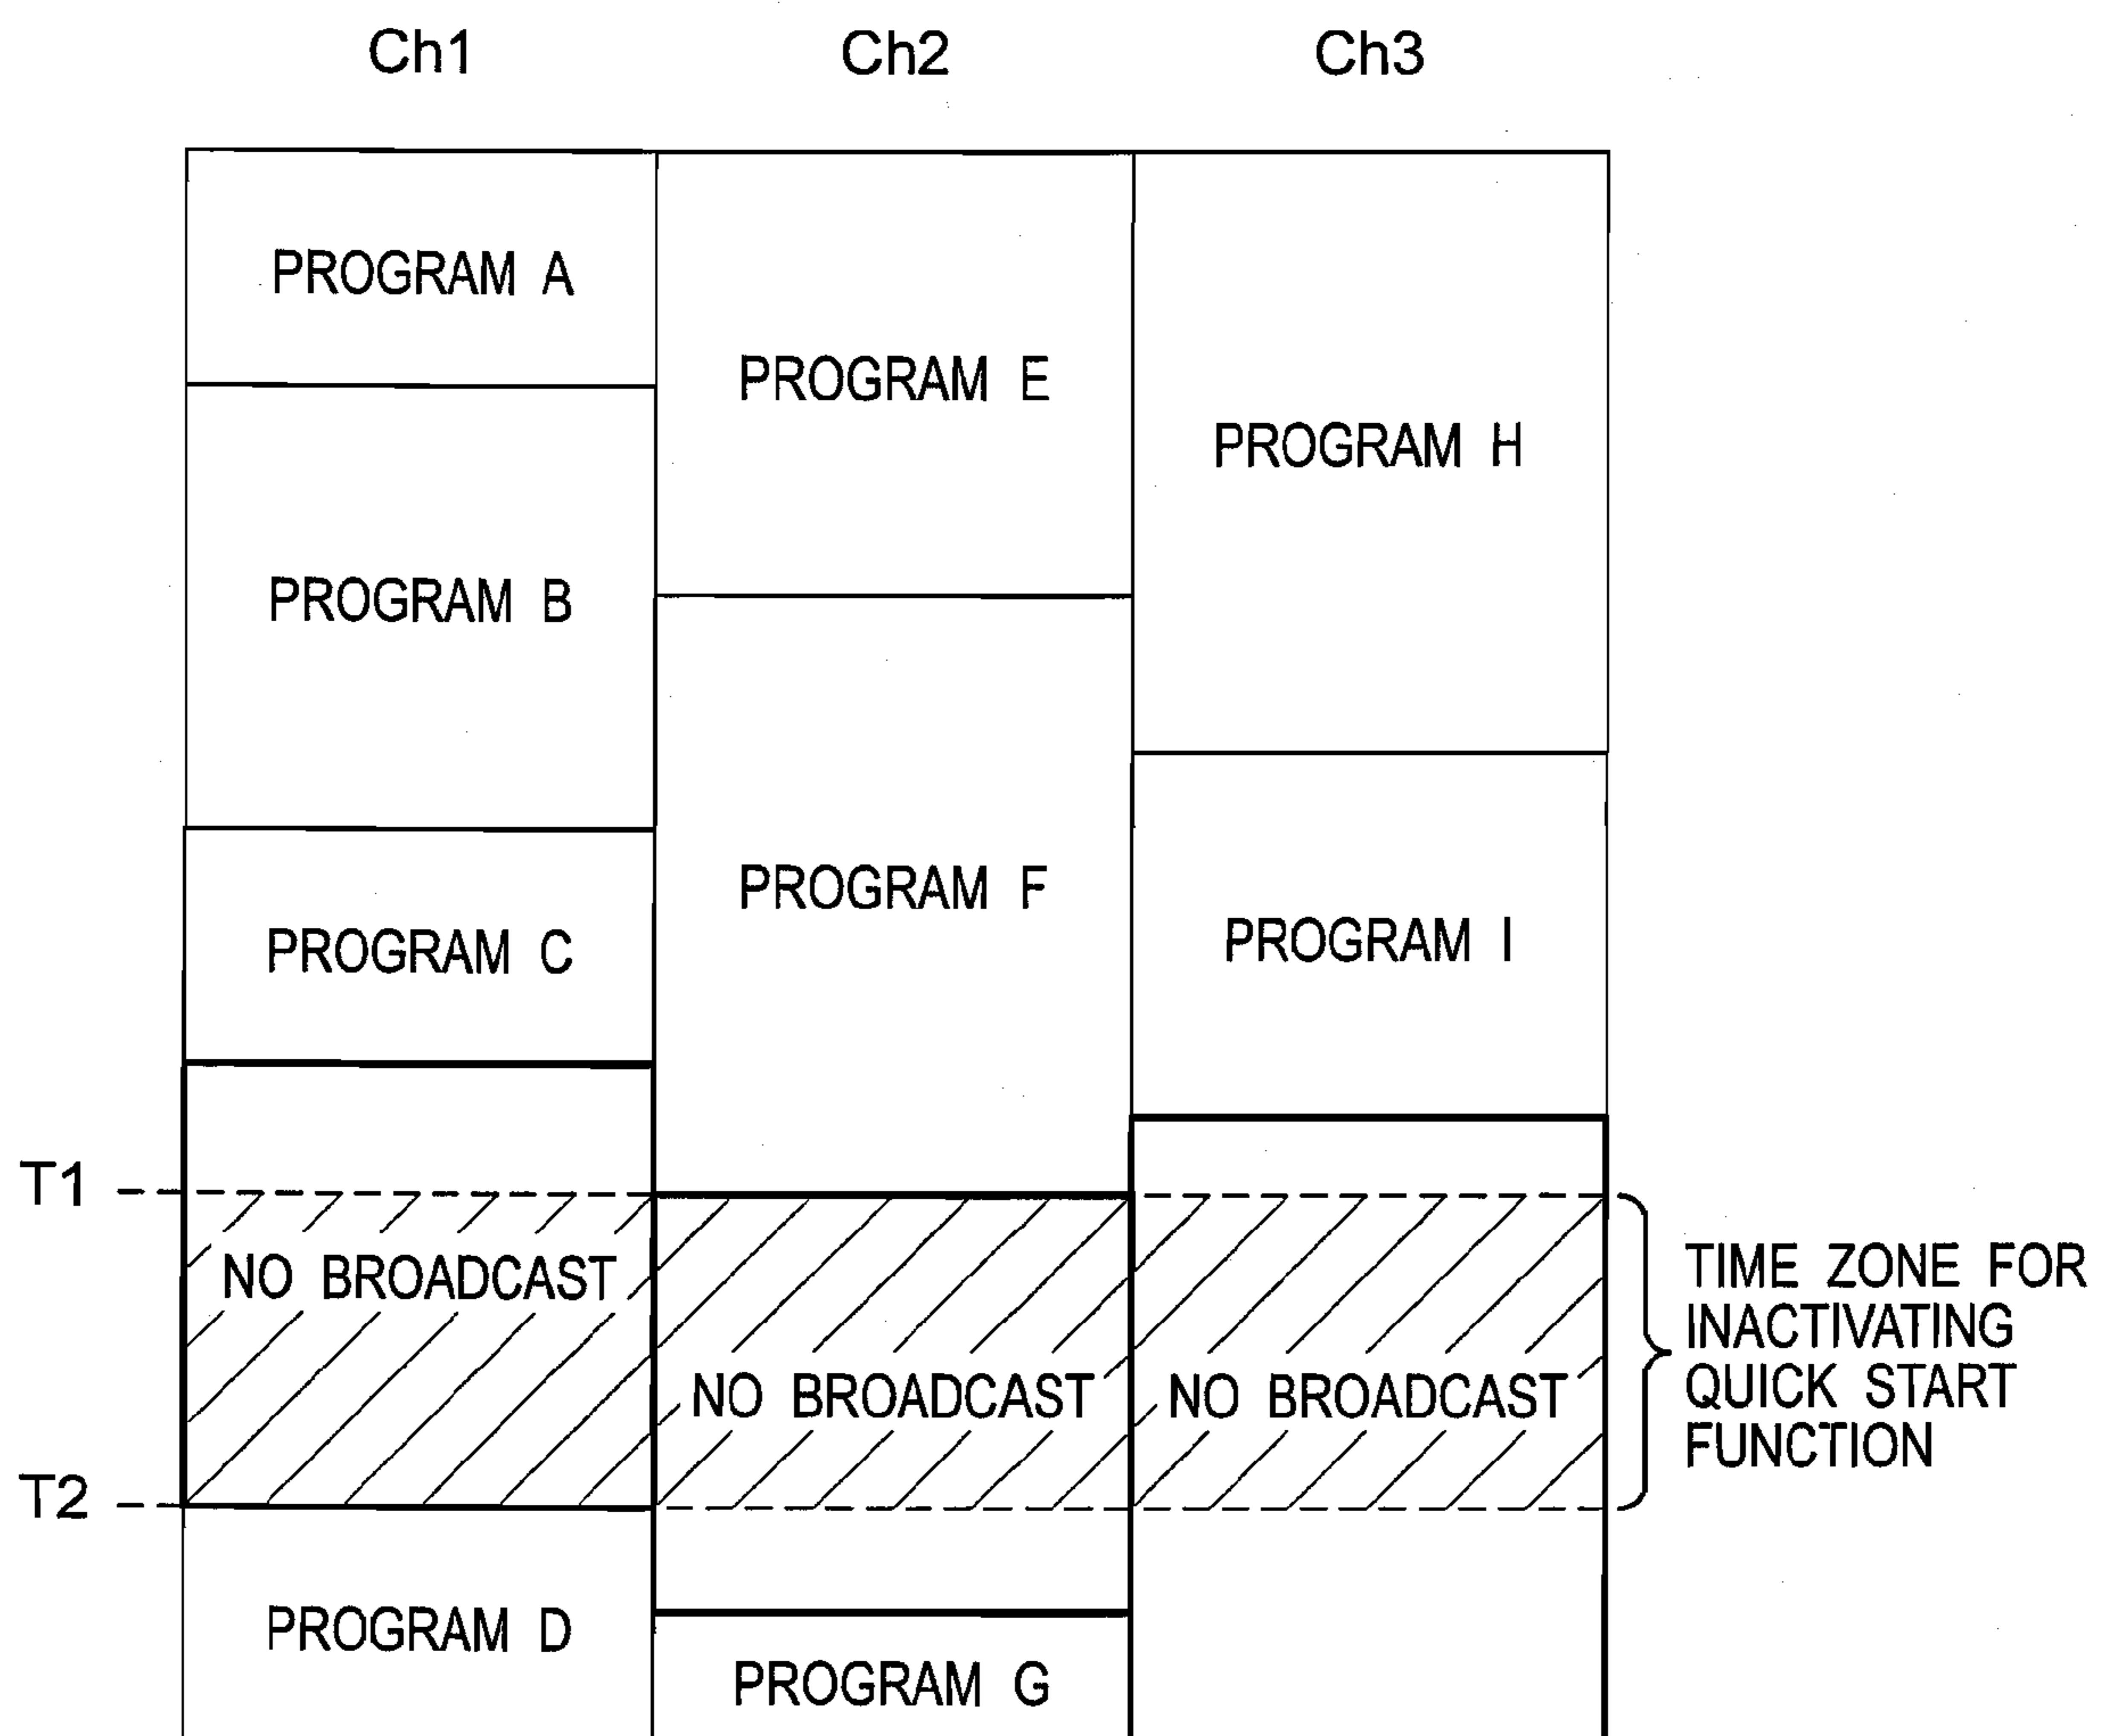 Ch1
Ch2
Ch3
PROGRAM A
PROGRAM E
PROGRAM H
PROGRAM B
PROGRAM F
PROGRAM I
PROGRAM C
T1
NO BROADCAST
NO BROADCAST
NO BROADCAST
TIME ZONE FOR
INACTIVATING
QUICK START
FUNCTION
T2
PROGRAM D
PROGRAM G